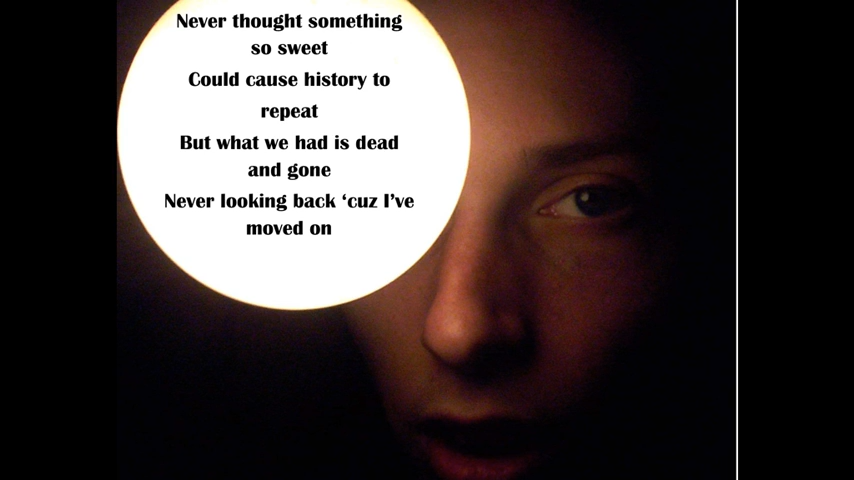 Never thought something
so sweet
Could cause history to
repeat
But what we had is dead
and gone
Never looking back ‘cuz I’ve
moved on